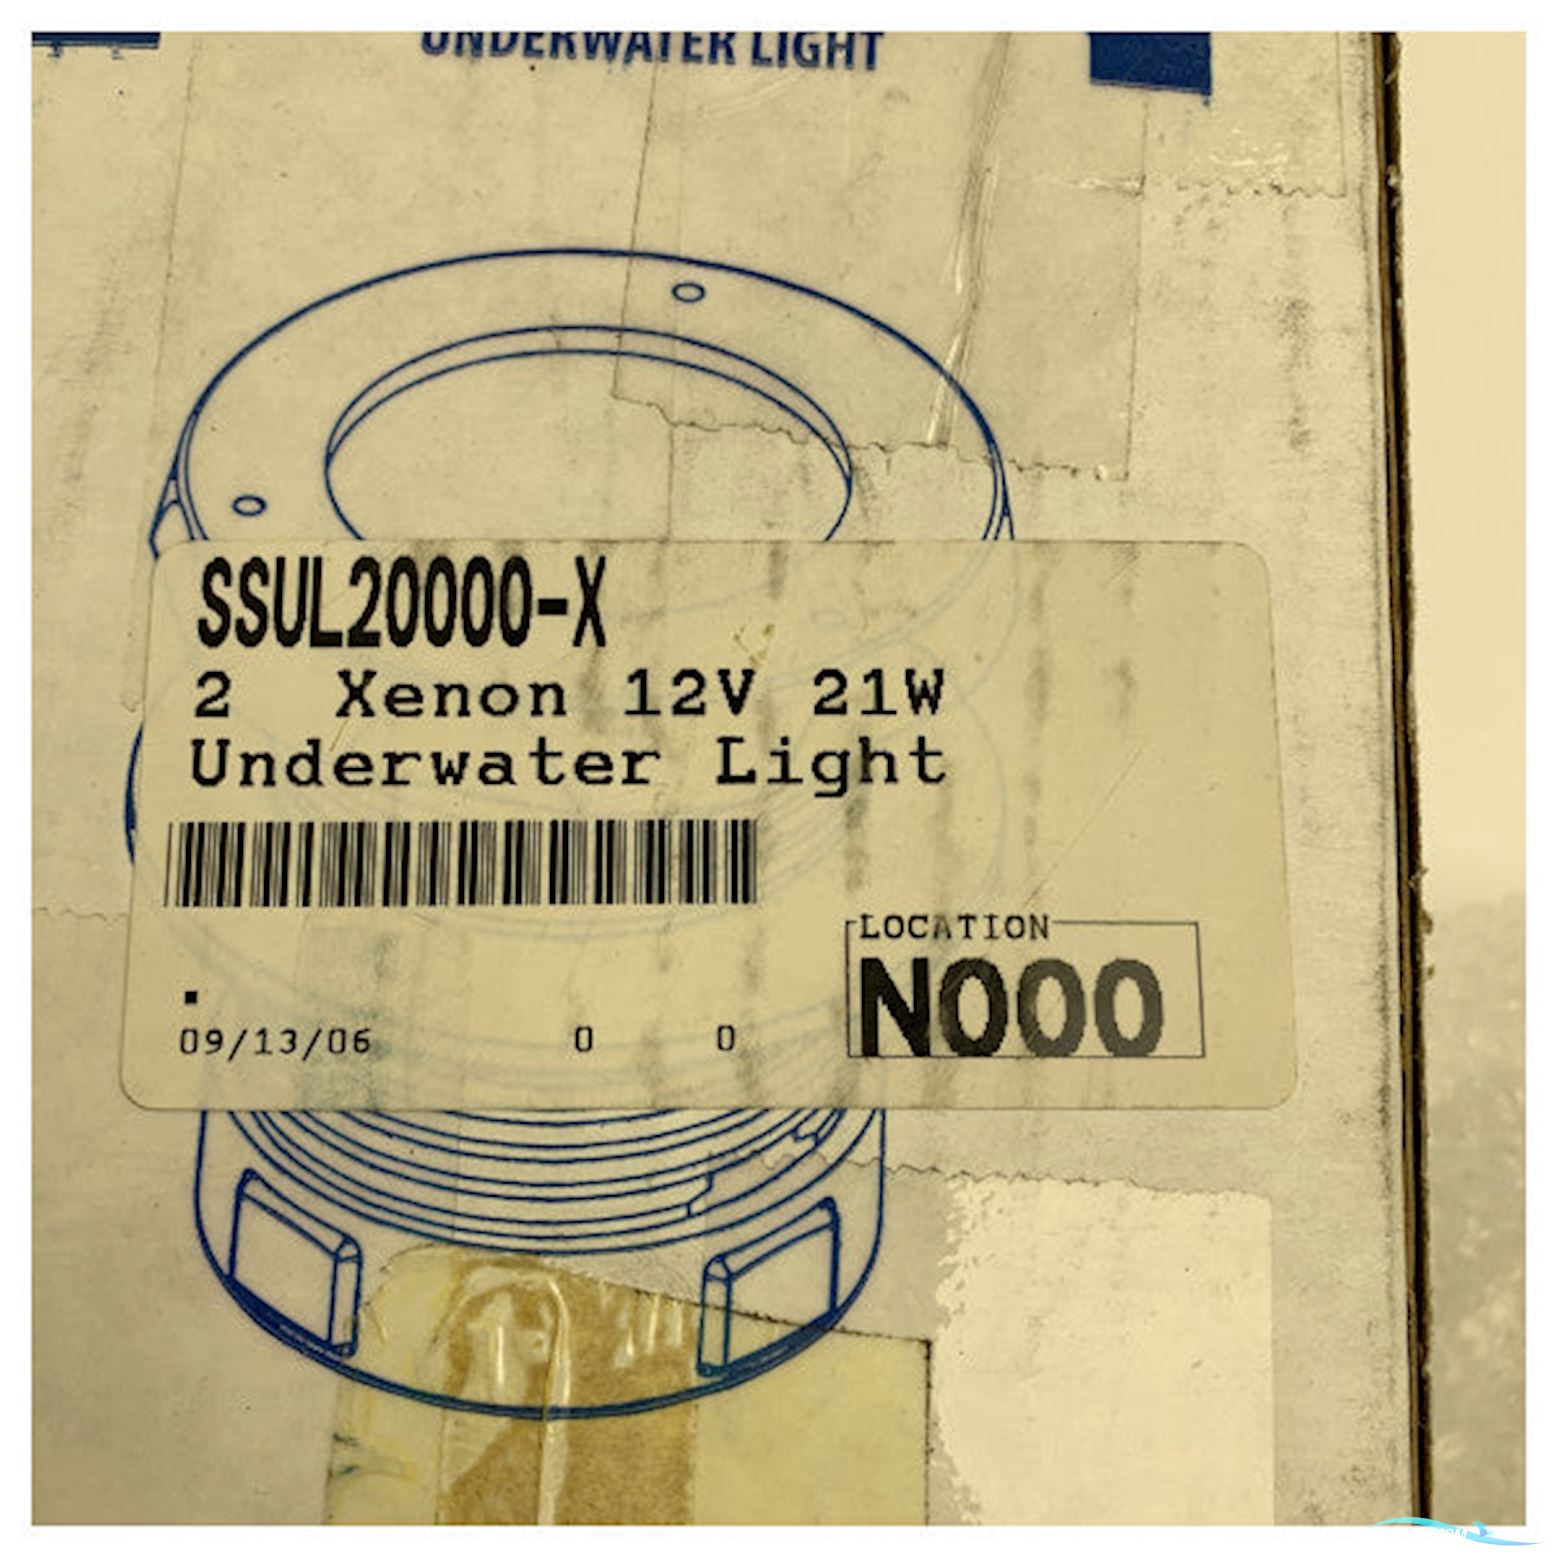 UNDERWATER LIGHT
SSUL20000-X
2 Xenon 12V 21W
Underwater Light
LOCATION
N000
.
09/13/06 0 0